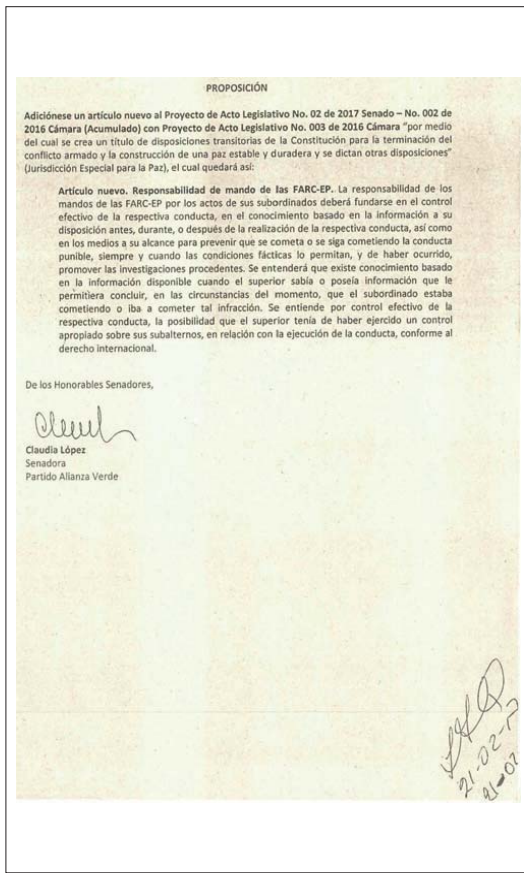 PROPOSICIÓN
Adiciónese un artículo nuevo al Proyecto de Acto Legislativo No. 02 de 2017 Senado – No. 002 de
2016 Cámara (Acumulado) con Proyecto de Acto Legislativo No. 003 de 2016 Cámara "por medio
del cual se crea un título de disposiciones transitorias de la Constitución para la terminación del
conflicto armado y la construcción de una paz estable y duradera y se dictan otras disposiciones"
(Jurisdicción Especial para la Paz), el cual quedará así:
Artículo nuevo. Responsabilidad de mando de las FARC-EP. La responsabilidad de los
mandos de las FARC-EP por los actos de sus subordinados deberá fundarse en el control
efectivo de la respectiva conducta, en el conocimiento basado en la información a su
disposición antes, durante, o después de la realización de la respectiva conducta, así como
en los medios a su alcance para prevenir que se cometa o se siga cometiendo la conducta
punible, siempre y cuando las condiciones fácticas lo permitan, y de haber ocurrido,
promover las investigaciones procedentes. Se entenderá que existe conocimiento basado
en la información disponible cuando el superior sabía o poseía información que le
permitiera concluir, en las circunstancias del momento, que el subordinado estaba
cometiendo o iba a cometer tal infracción. Se entiende por control efectivo de la
respectiva conducta, la posibilidad que el superior tenía de haber ejercido un control
apropiado sobre sus subalternos, en relación con la ejecución de la conducta, conforme al
derecho internacional.
De los Honorables Senadores,
Claudia López
Senadora
Partido Alianza Verde
21-02-17